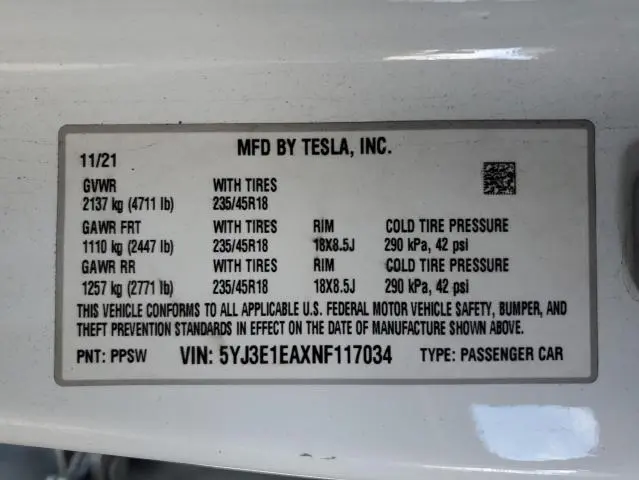 MFD BY TESLA, INC.
11/21
GVWR WITH TIRES
2137 kg (4711 lb) 235/45R18
GAWR FRT WITH TIRES RIM COLD TIRE PRESSURE
1110 kg (2447 lb) 235/45R18 18X8.5J 290 kPa, 42 psi
GAWR RR WITH TIRES RIM COLD TIRE PRESSURE
1257 kg (2771 lb) 235/45R18 18X8.5J 290 kPa, 42 psi
THIS VEHICLE CONFORMS TO ALL APPLICABLE U.S. FEDERAL MOTOR VEHICLE SAFETY, BUMPER, AND
THEFT PREVENTION STANDARDS IN EFFECT ON THE DATE OF MANUFACTURE SHOWN ABOVE.
PNT: PPSW VIN: 5YJ3E1EAXNF117034 TYPE: PASSENGER CAR